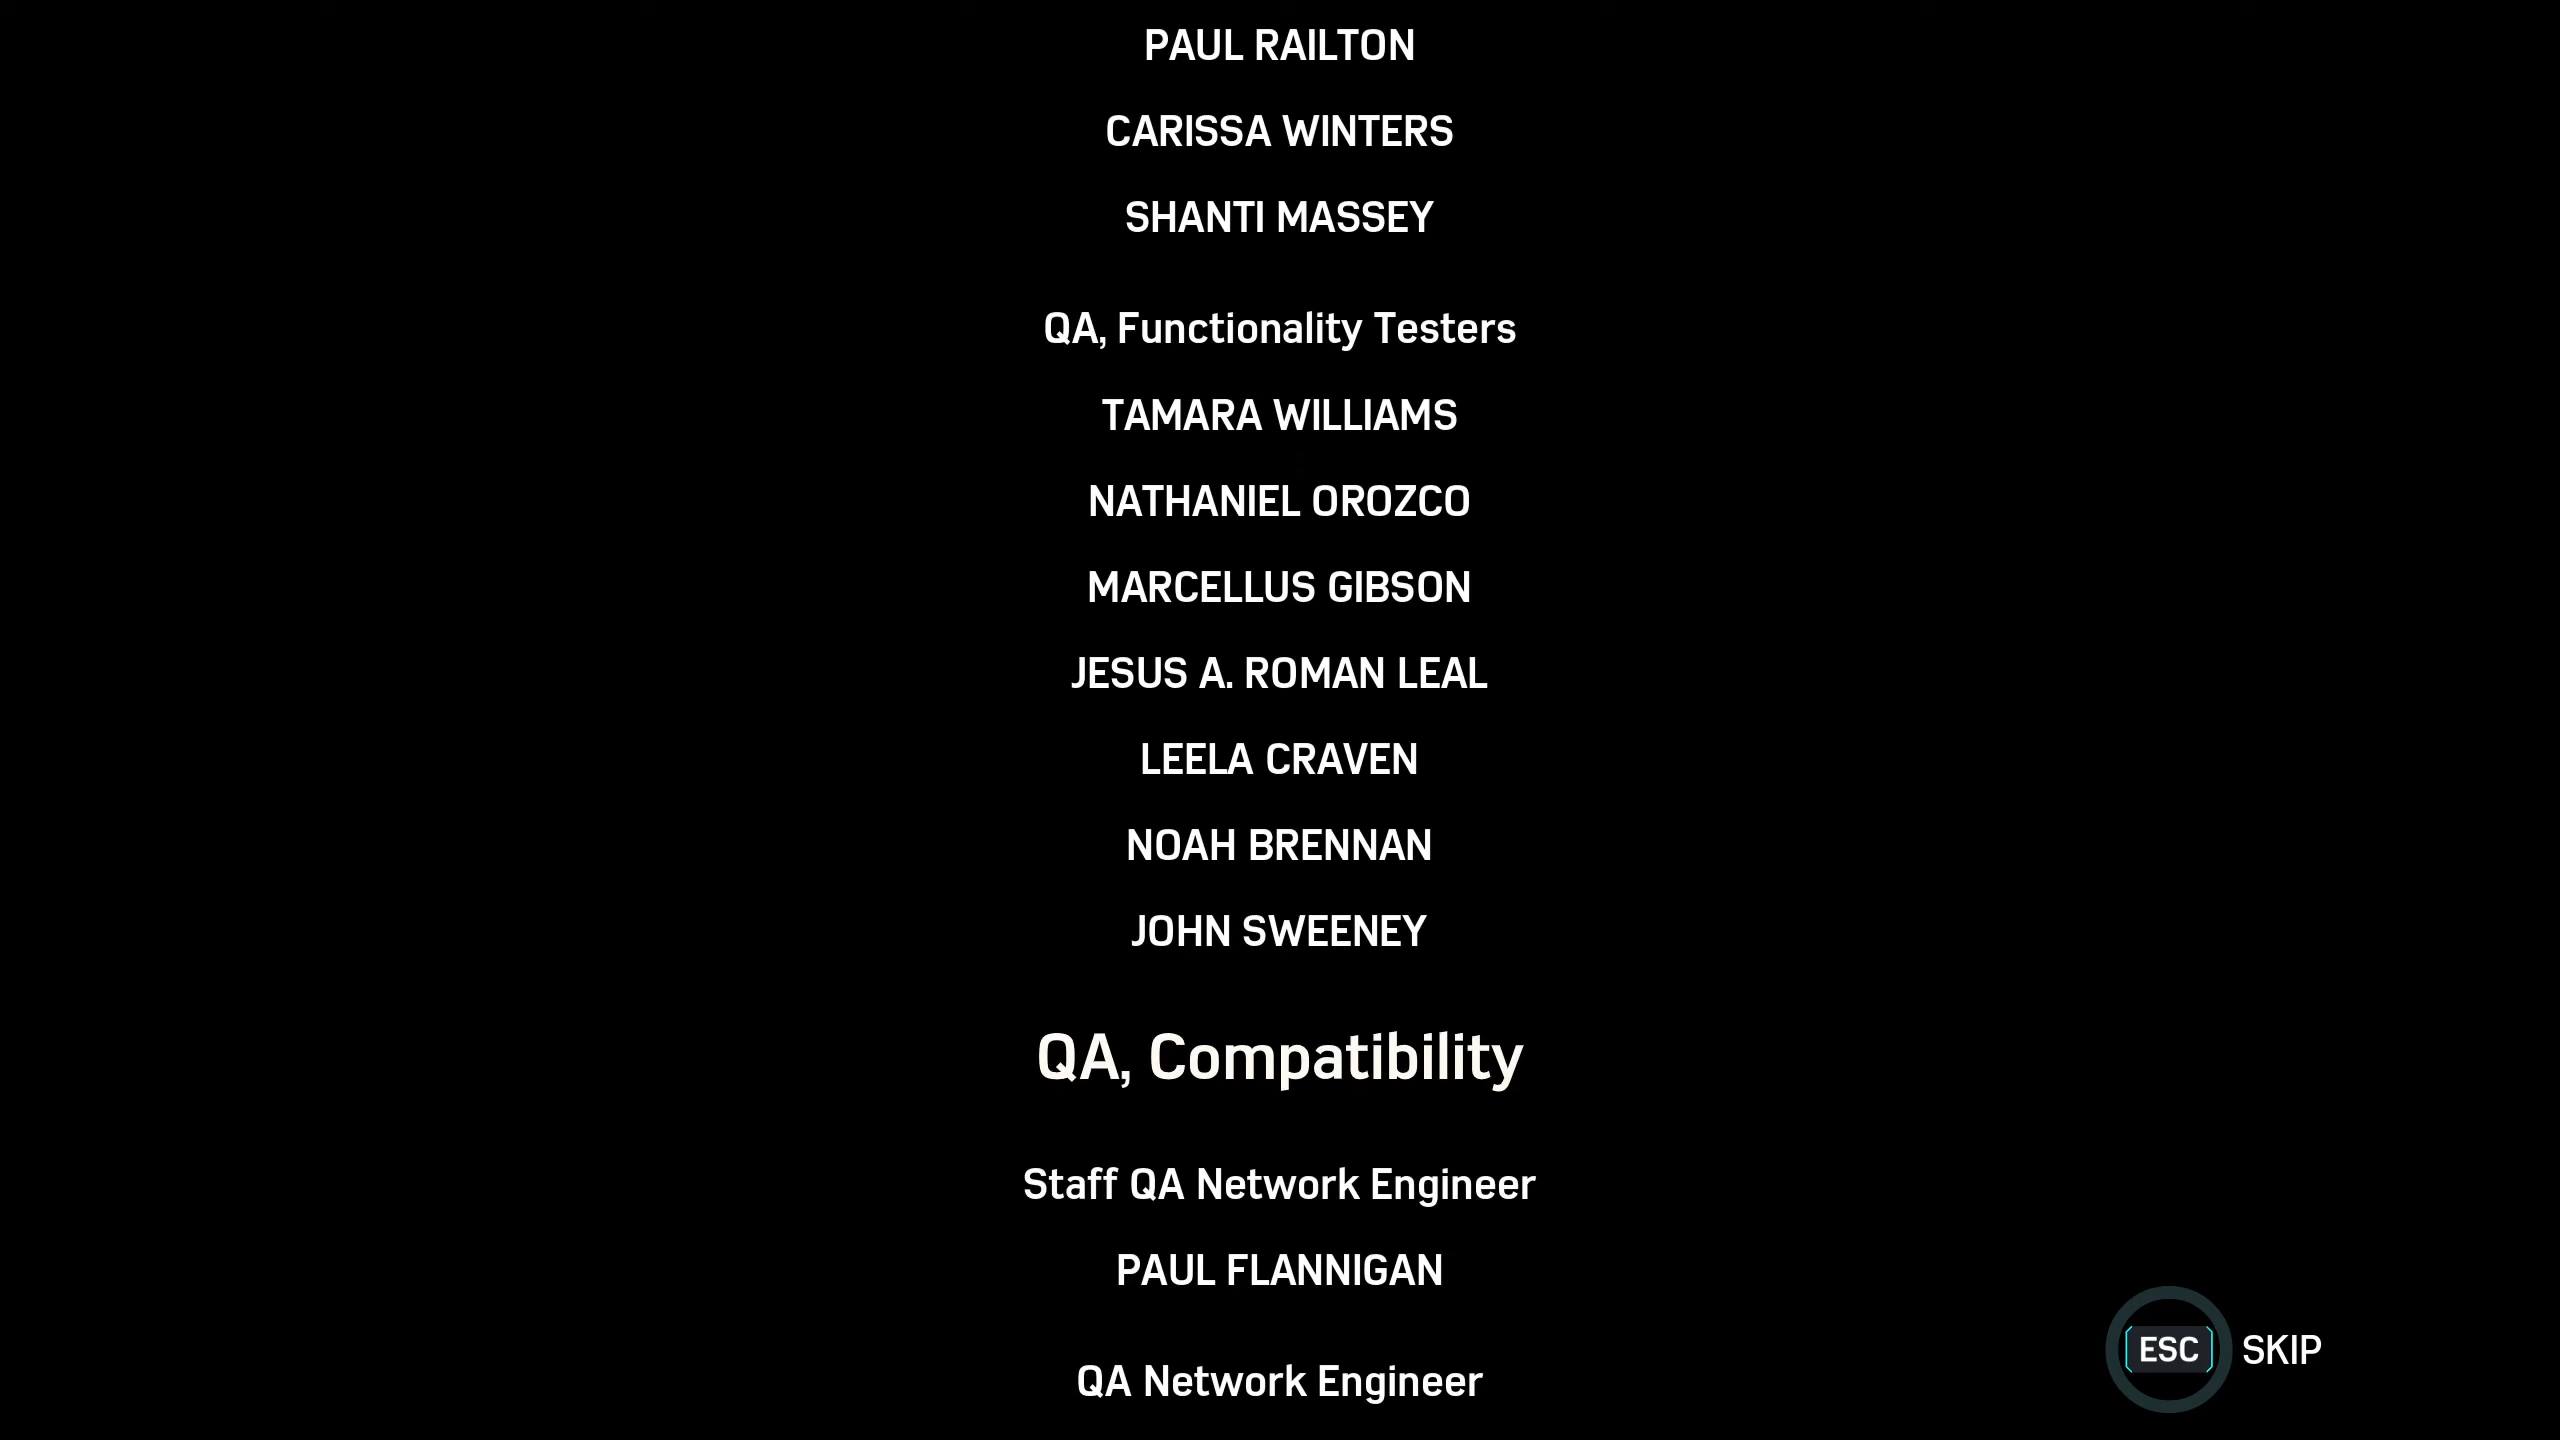 PAUL RAILTON
CARISSA WINTERS
SHANTI MASSEY
QA, Functionality Testers
TAMARA WILLIAMS
NATHANIEL OROZCO
MARCELLUS GIBSON
JESUS A. ROMAN LEAL
LEELA CRAVEN
NOAH BRENNAN
JOHN SWEENEY
QA, Compatibility
Staff QA Network Engineer
PAUL FLANNIGAN
QA Network Engineer
ESC SKIP